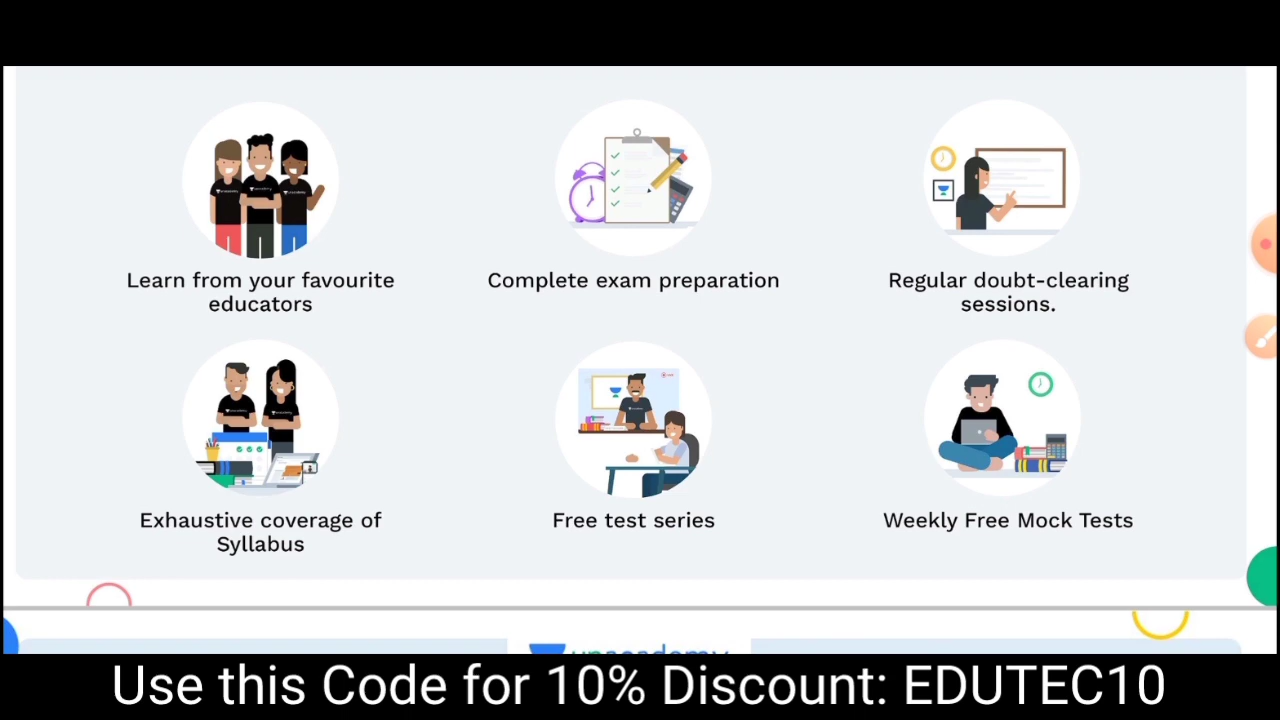 Learn from your favourite
educators
Complete exam preparation
Regular doubt-clearing
sessions.
Exhaustive coverage of
Syllabus
Free test series
Weekly Free Mock Tests
unacademy
Use this Code for 10% Discount: EDUTEC10